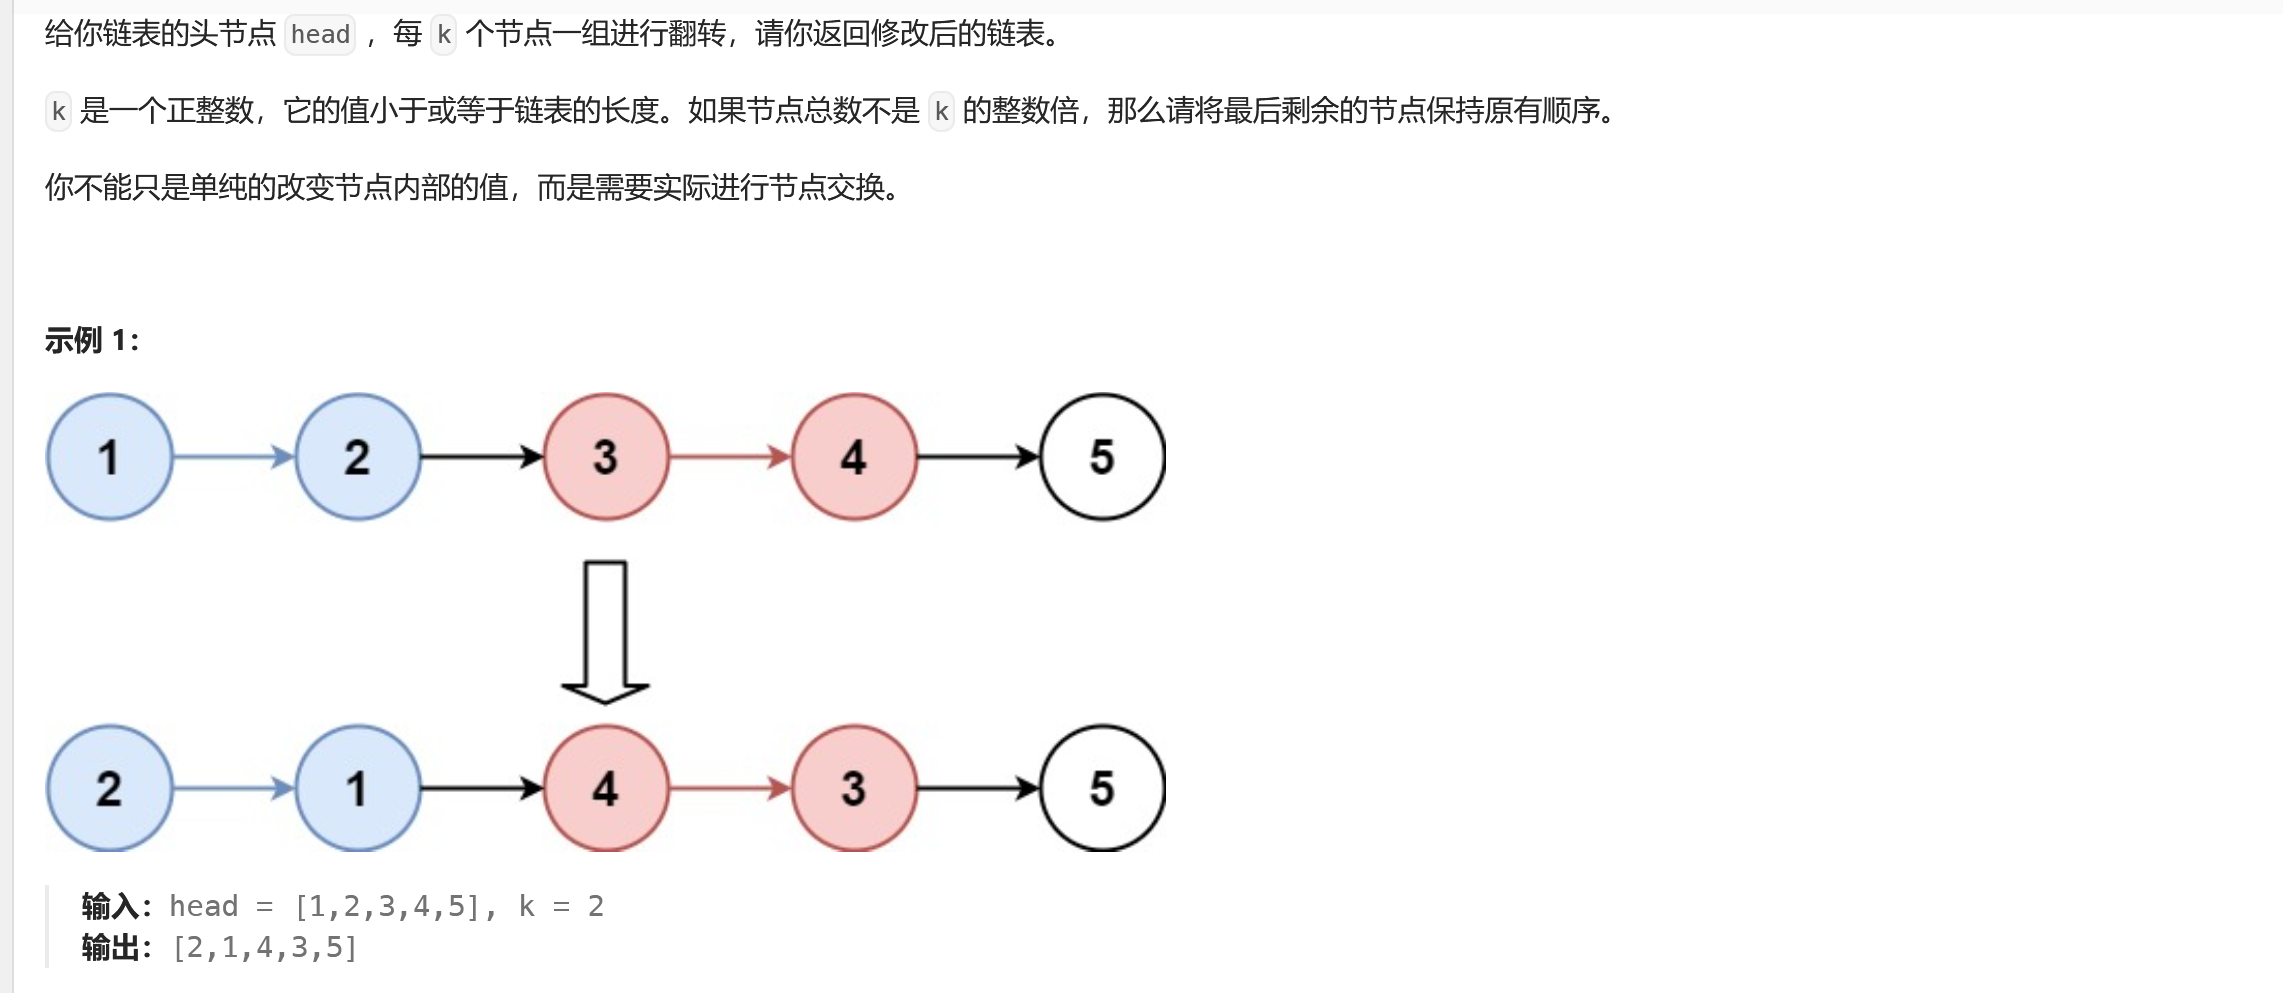 给你链表的头节点 head ，每 k 个节点一组进行翻转，请你返回修改后的链表。
k 是一个正整数，它的值小于或等于链表的长度。如果节点总数不是 k 的整数倍，那么请将最后剩余的节点保持原有顺序。
你不能只是单纯的改变节点内部的值，而是需要实际进行节点交换。
示例 1：
1 2 3 4 5
2 1 4 3 5
输入：head = [1,2,3,4,5], k = 2
输出：[2,1,4,3,5]